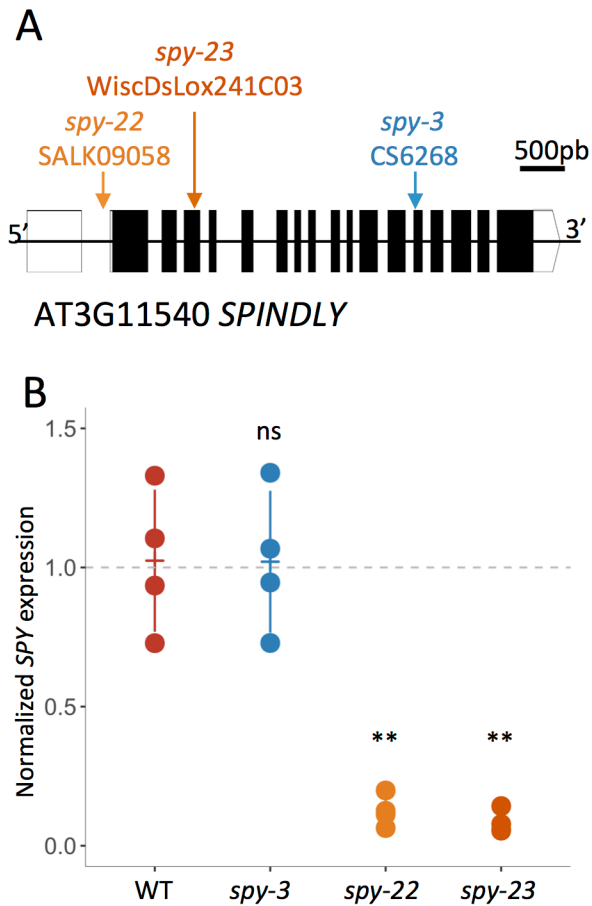 A
spy-23
WiscDsLox241C03
spy-22
SALK09058
spy-3
CS6268
500pb
5’
3’
AT3G11540 SPINDLY
B
Normalized SPY expression
1.5
1.0
0.5
0.0
ns
**
**
WT
spy-3
spy-22
spy-23